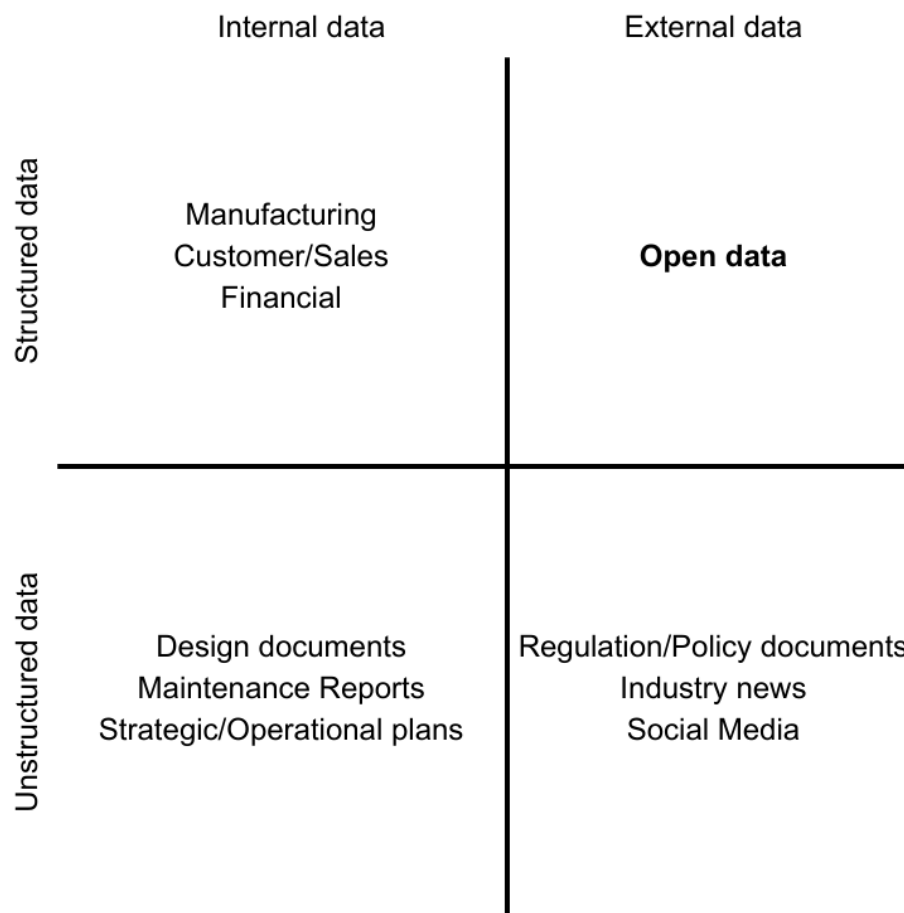 Internal data
External data
Structured data
Manufacturing
Customer/Sales
Financial
Open data
Unstructured data
Design documents
Maintenance Reports
Strategic/Operational plans
Regulation/Policy documents
Industry news
Social Media